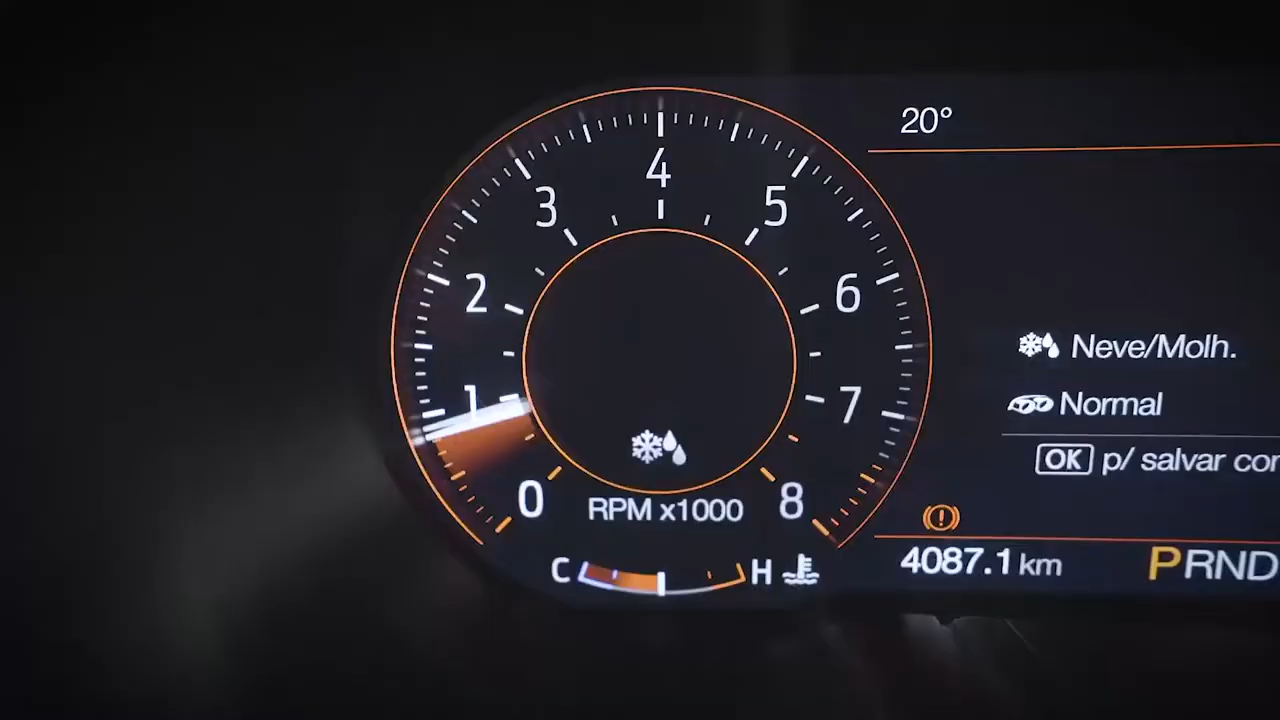 20°
4
3
5
2
6
1
7
0
8
RPM x1000
C
H
Neve/Molh.
Normal
OK p/ salvar con
4087.1 km
PRND